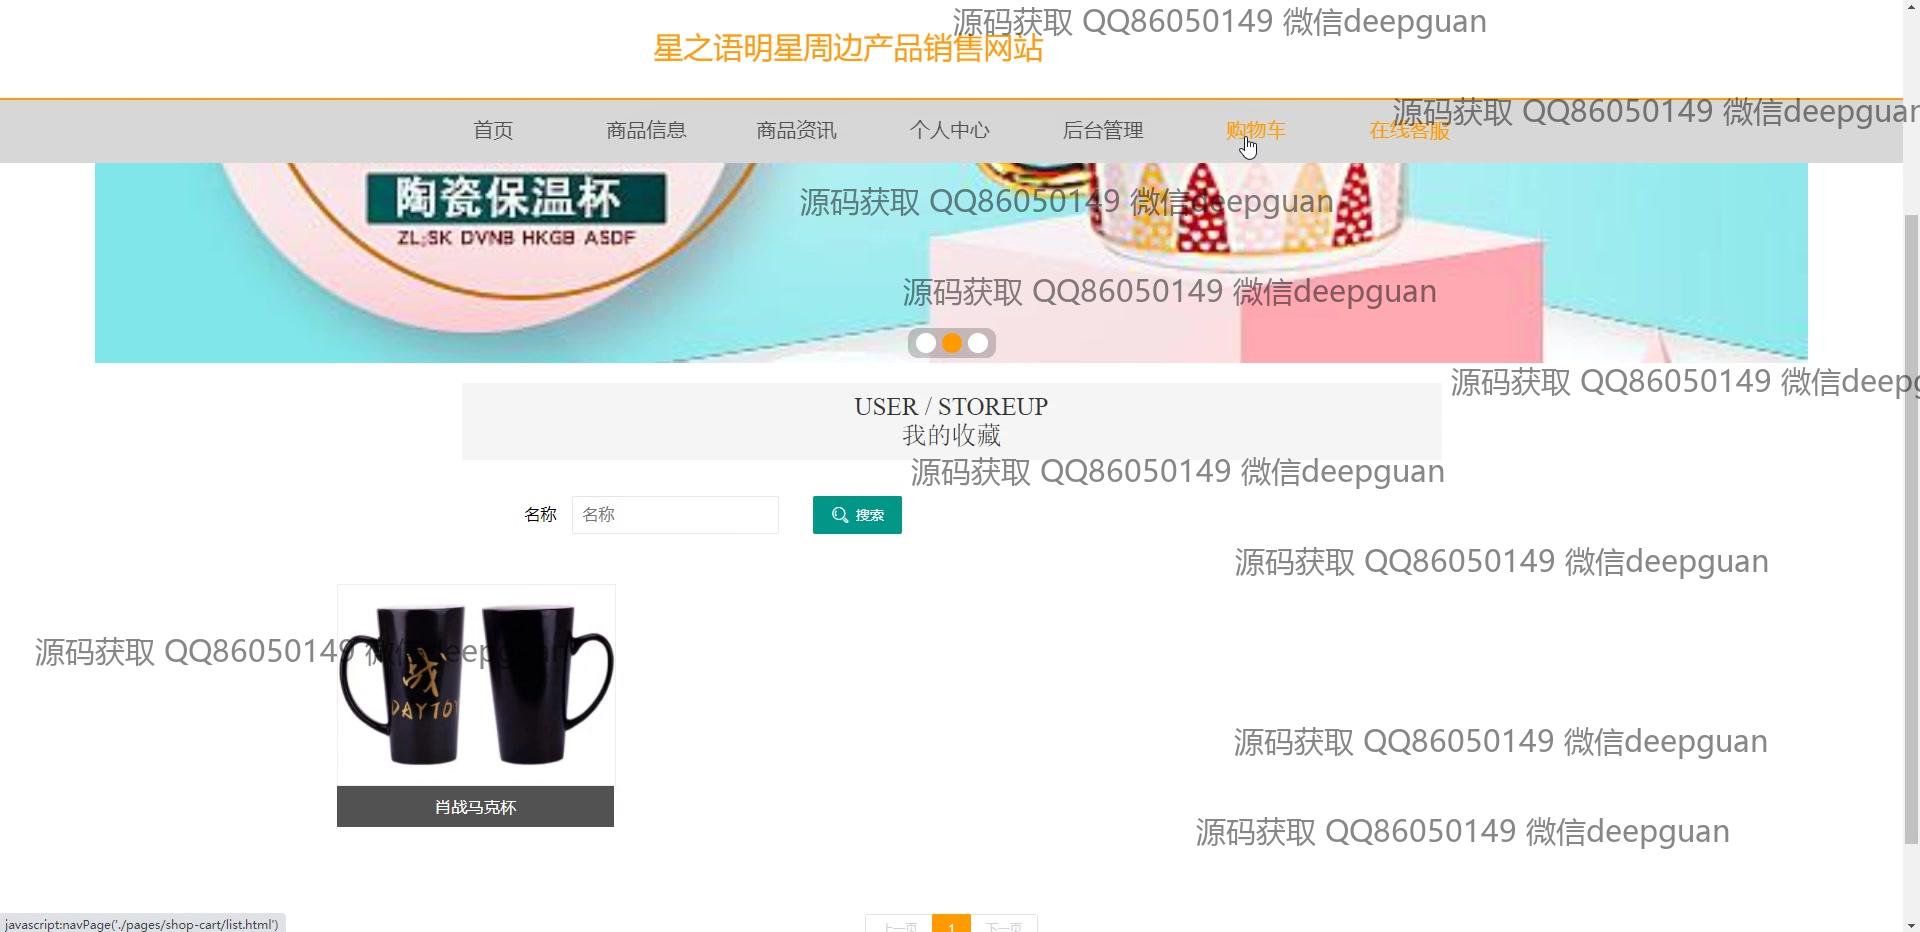 源码获取 QQ86050149 微信deepguan
星之语明星周边产品销售网站
源码获取 QQ86050149 微信deepguan
首页 商品信息 商品资讯 个人中心 后台管理 购物车 在线客服
陶瓷保温杯
源码获取 QQ86050149 微信deepguan
ZL;SK DVNB HKGB ASDF
源码获取 QQ86050149 微信deepguan
源码获取 QQ86050149 微信deepg
USER / STOREUP
我的收藏
源码获取 QQ86050149 微信deepguan
名称 名称 搜索
源码获取 QQ86050149 微信deepguan
源码获取 QQ86050149 微信deepguan
战
DAYTOY
源码获取 QQ86050149 微信deepguan
肖战马克杯
源码获取 QQ86050149 微信deepguan
javascript:navPage('./pages/shop-cart/list.html')
上一页 1 下一页